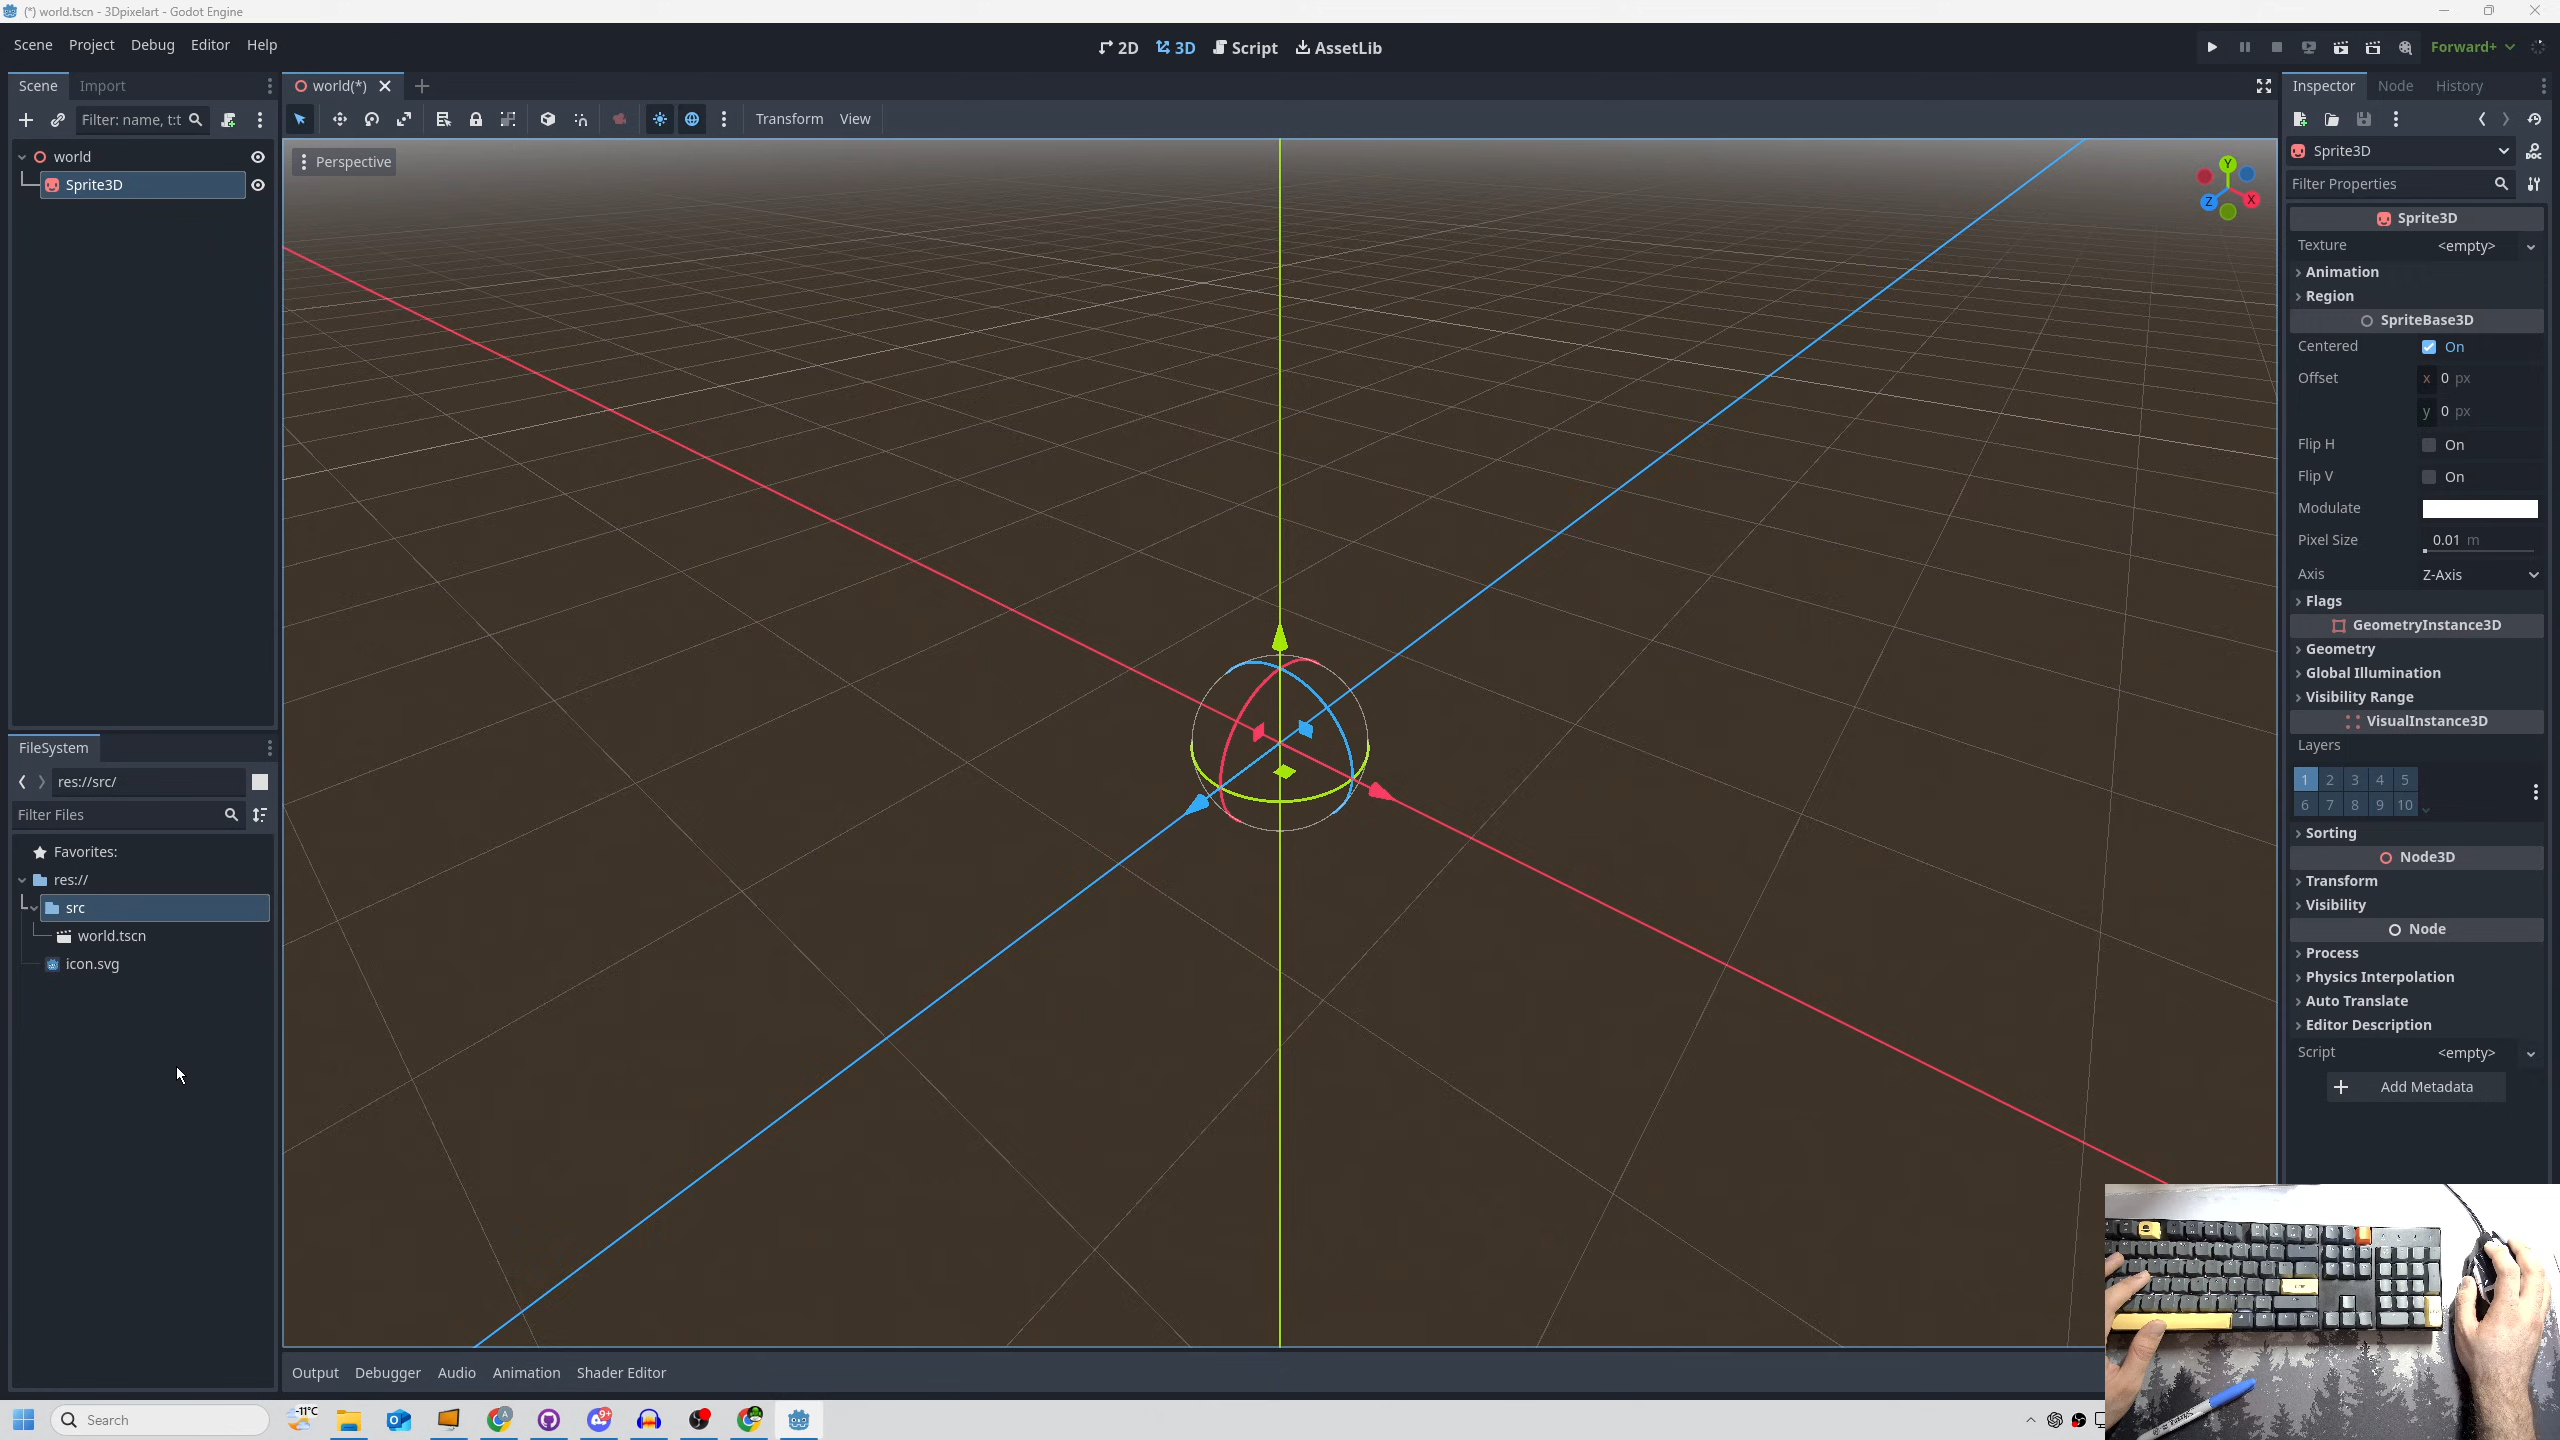 (*) world.tscn - 3Dpixelart - Godot Engine
Scene Project Debug Editor Help
2D 3D Script AssetLib
Forward+
Scene Import
world(*)
Inspector Node History
Filter: name, t:t
Transform View
world
Perspective
Sprite3D
Sprite3D
Filter Properties
Y
X
Z
Sprite3D
Texture <empty>
Animation
Region
SpriteBase3D
Centered On
Offset x 0 px
y 0 px
Flip H On
Flip V On
Modulate
Pixel Size 0.01 m
Axis Z-Axis
Flags
GeometryInstance3D
Geometry
Global Illumination
Visibility Range
VisualInstance3D
Layers
1 2 3 4 5
6 7 8 9 10
Sorting
Node3D
Transform
Visibility
Node
Process
Physics Interpolation
Auto Translate
Editor Description
Script <empty>
Add Metadata
FileSystem
res://src/
Filter Files
Favorites:
res://
src
world.tscn
icon.svg
Output Debugger Audio Animation Shader Editor
Search
-11°C
9+